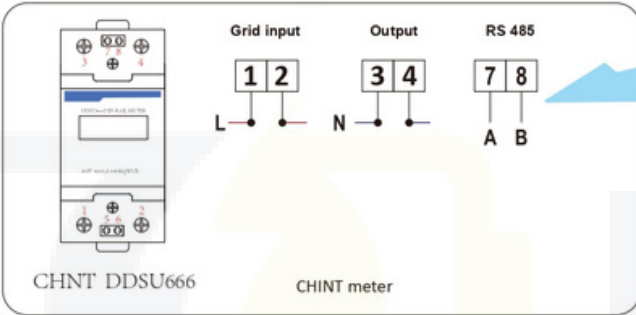 Grid input Output RS 485
7 8
3 4
1 2 3 4 7 8
L N
A B
1 2
5 6
CHNT DDSU666
CHINT meter